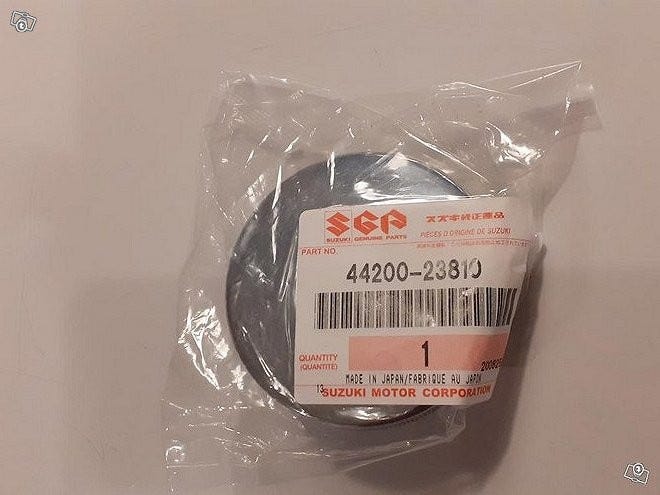 SGP
SUZUKI GENUINE PARTS
スズキ純正部品
PIÈCES D'ORIGINE DE SUZUKI
PART NO.
44200-23810
QUANTITY
(QUANTITÉ)
1
MADE IN JAPAN/FABRIQUE AU JAPON
13
SUZUKI MOTOR CORPORATION